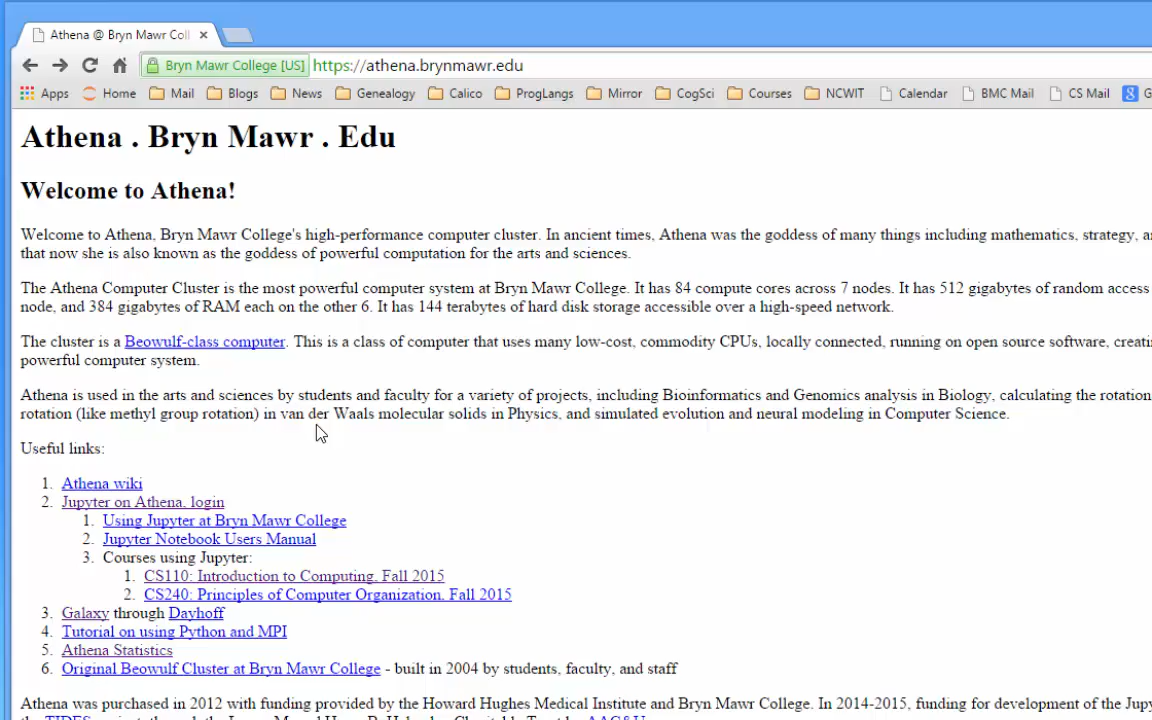 Athena @ Bryn Mawr Coll
Bryn Mawr College [US] https://athena.brynmawr.edu
Apps Home Mail Blogs News Genealogy Calico ProgLangs Mirror CogSci Courses NCWIT Calendar BMC Mail CS Mail
Athena . Bryn Mawr . Edu
Welcome to Athena!
Welcome to Athena, Bryn Mawr College's high-performance computer cluster. In ancient times, Athena was the goddess of many things including mathematics, strategy,
that now she is also known as the goddess of powerful computation for the arts and sciences.
The Athena Computer Cluster is the most powerful computer system at Bryn Mawr College. It has 84 compute cores across 7 nodes. It has 512 gigabytes of random access
node, and 384 gigabytes of RAM each on the other 6. It has 144 terabytes of hard disk storage accessible over a high-speed network.
The cluster is a Beowulf-class computer. This is a class of computer that uses many low-cost, commodity CPUs, locally connected, running on open source software,
powerful computer system.
Athena is used in the arts and sciences by students and faculty for a variety of projects, including Bioinformatics and Genomics analysis in Biology, calculating the rotation
rotation (like methyl group rotation) in van der Waals molecular solids in Physics, and simulated evolution and neural modeling in Computer Science.
Useful links:
1. Athena wiki
2. Jupyter on Athena, login
1. Using Jupyter at Bryn Mawr College
2. Jupyter Notebook Users Manual
3. Courses using Jupyter:
1. CS110: Introduction to Computing, Fall 2015
2. CS240: Principles of Computer Organization, Fall 2015
3. Galaxy through Dayhoff
4. Tutorial on using Python and MPI
5. Athena Statistics
6. Original Beowulf Cluster at Bryn Mawr College - built in 2004 by students, faculty, and staff
Athena was purchased in 2012 with funding provided by the Howard Hughes Medical Institute and Bryn Mawr College. In 2014-2015, funding for development of the